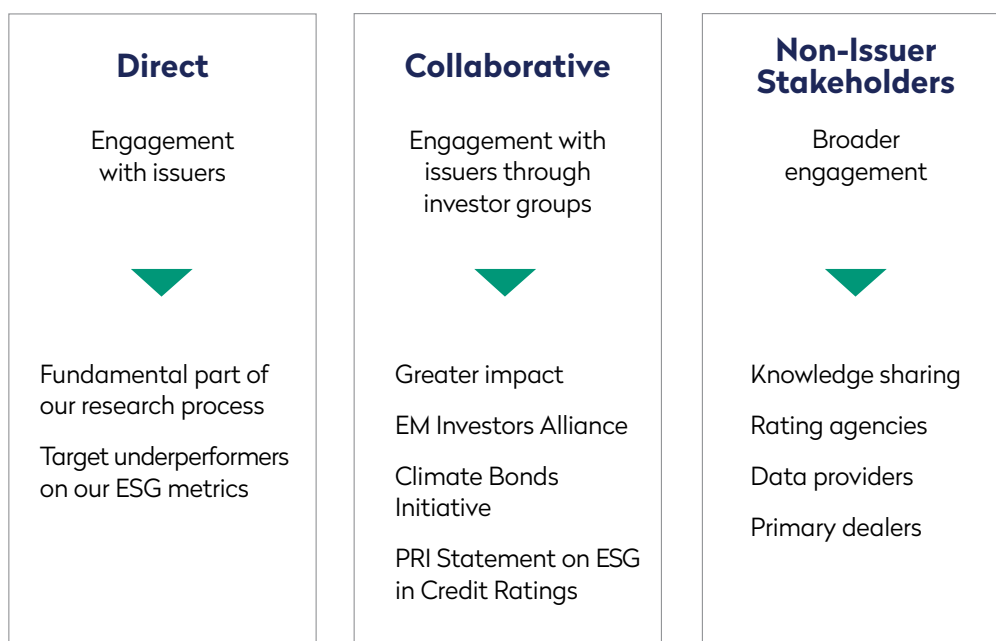 Direct
Engagement
with issuers
Fundamental part of
our research process
Target underperformers
on our ESG metrics
Collaborative
Engagement with
issuers through
investor groups
Greater impact
EM Investors Alliance
Climate Bonds
Initiative
PRI Statement on ESG
in Credit Ratings
Non-Issuer
Stakeholders
Broader
engagement
Knowledge sharing
Rating agencies
Data providers
Primary dealers